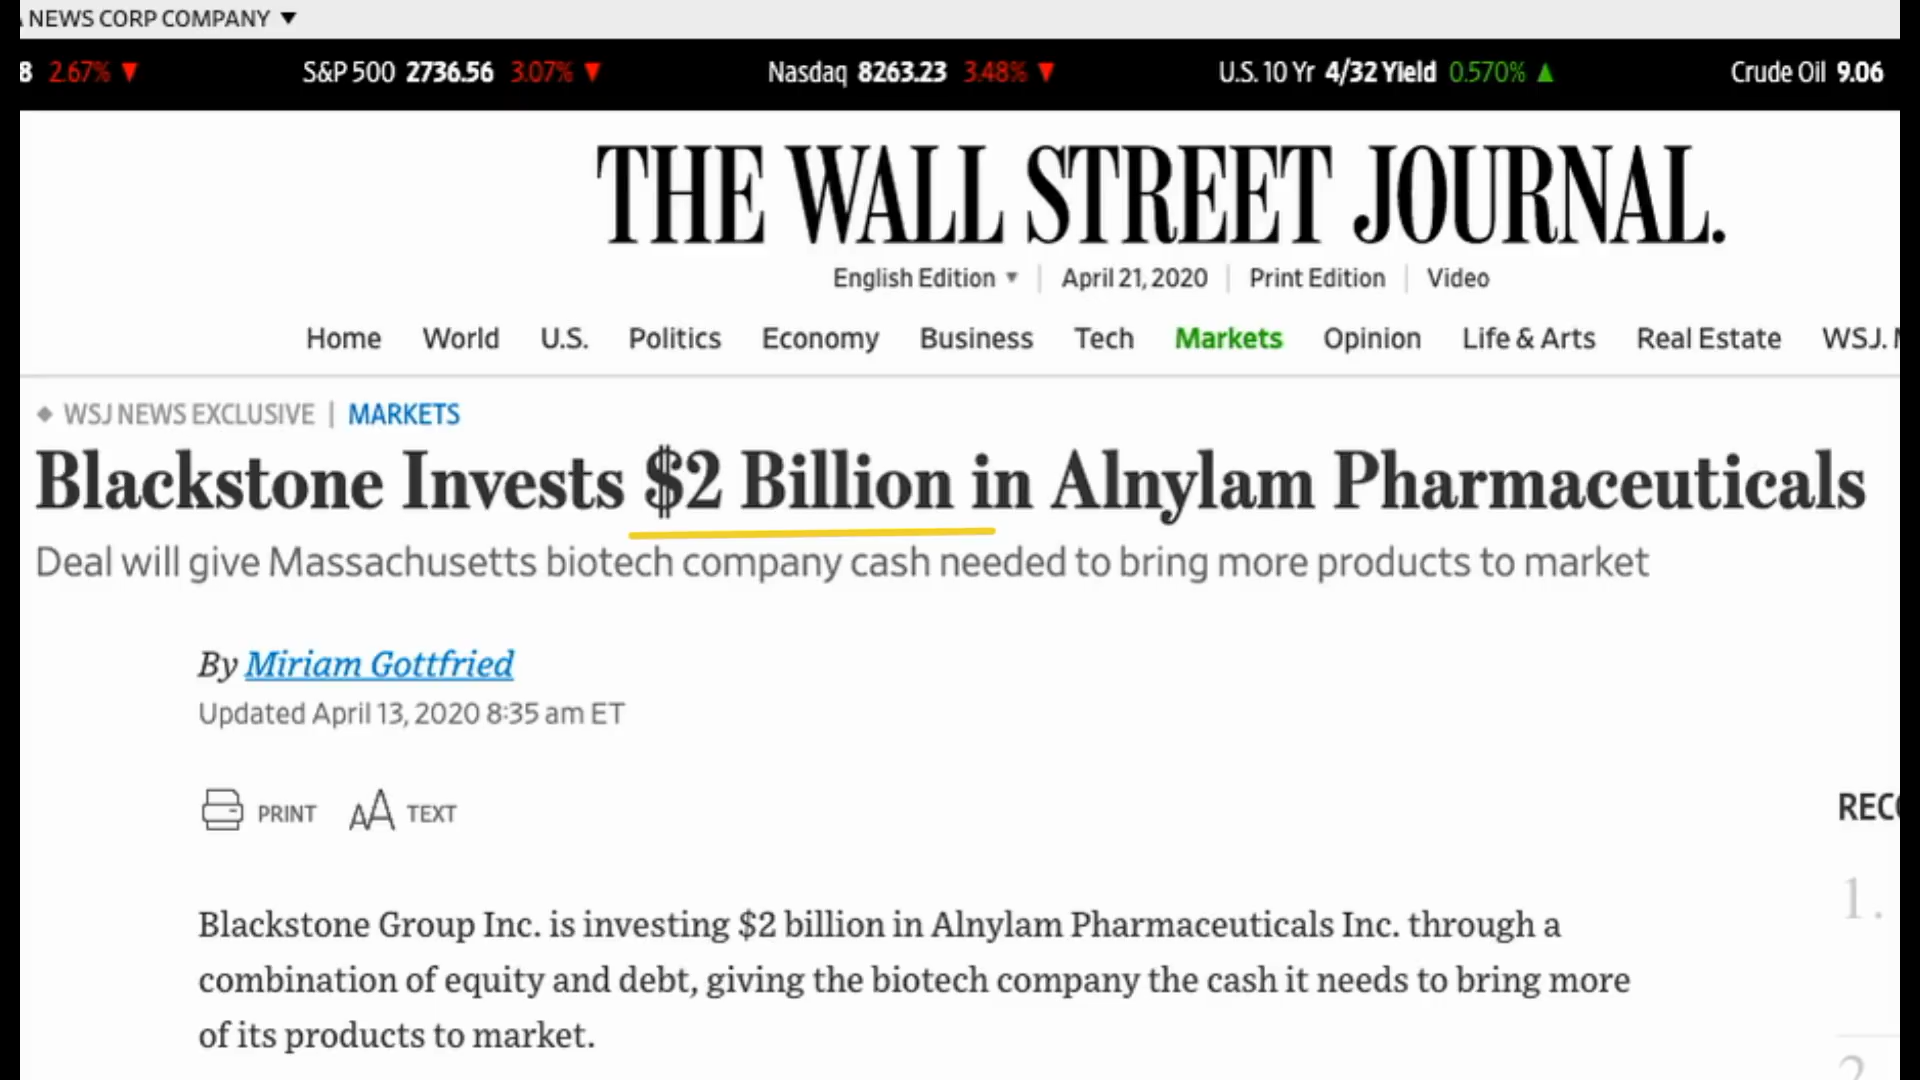 NEWS CORP COMPANY ▼
8 2.67% ▼ S&P 500 2736.56 3.07% ▼ Nasdaq 8263.23 3.48% ▼ U.S. 10 Yr 4/32 Yield 0.570% ▲ Crude Oil 9.06
THE WALL STREET JOURNAL.
English Edition ▼ | April 21, 2020 | Print Edition | Video
Home World U.S. Politics Economy Business Tech Markets Opinion Life & Arts Real Estate WSJ.
◆ WSJ NEWS EXCLUSIVE | MARKETS
Blackstone Invests $2 Billion in Alnylam Pharmaceuticals
Deal will give Massachusetts biotech company cash needed to bring more products to market
By Miriam Gottfried
Updated April 13, 2020 8:35 am ET
PRINT AA TEXT
Blackstone Group Inc. is investing $2 billion in Alnylam Pharmaceuticals Inc. through a
combination of equity and debt, giving the biotech company the cash it needs to bring more
of its products to market.
1.
2